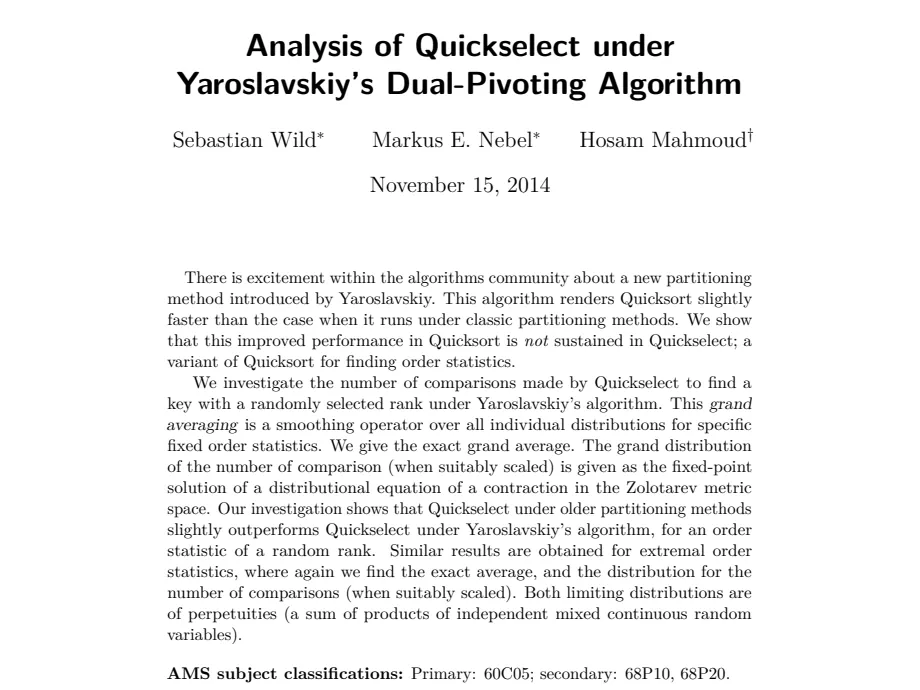 Analysis of Quickselect under
Yaroslavskiy's Dual-Pivoting Algorithm
Sebastian Wild* Markus E. Nebel* Hosam Mahmoud†
November 15, 2014
There is excitement within the algorithms community about a new partitioning
method introduced by Yaroslavskiy. This algorithm renders Quicksort slightly
faster than the case when it runs under classic partitioning methods. We show
that this improved performance in Quicksort is not sustained in Quickselect; a
variant of Quicksort for finding order statistics.
We investigate the number of comparisons made by Quickselect to find a
key with a randomly selected rank under Yaroslavskiy's algorithm. This grand
averaging is a smoothing operator over all individual distributions for specific
fixed order statistics. We give the exact grand average. The grand distribution
of the number of comparison (when suitably scaled) is given as the fixed-point
solution of a distributional equation of a contraction in the Zolotarev metric
space. Our investigation shows that Quickselect under older partitioning methods
slightly outperforms Quickselect under Yaroslavskiy's algorithm, for an order
statistic of a random rank. Similar results are obtained for extremal order
statistics, where again we find the exact average, and the distribution for the
number of comparisons (when suitably scaled). Both limiting distributions are
of perpetuities (a sum of products of independent mixed continuous random
variables).
AMS subject classifications: Primary: 60C05; secondary: 68P10, 68P20.